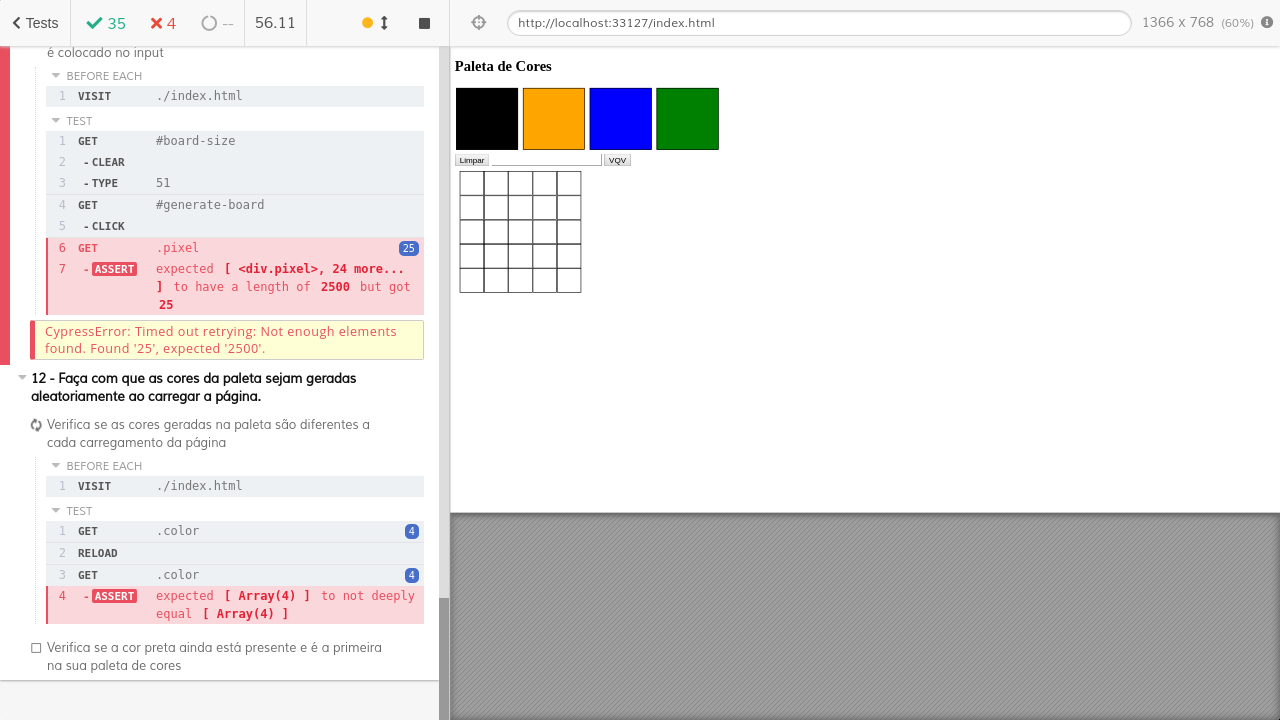 Tests 35 4 -- 56.11 http://localhost:33127/index.html 1366 x 768 (60%)
é colocado no input
BEFORE EACH
1 VISIT ./index.html
TEST
1 GET #board-size
2 - CLEAR
3 - TYPE 51
4 GET #generate-board
5 - CLICK
6 GET .pixel 25
7 - ASSERT expected [ <div.pixel>, 24 more...
] to have a length of 2500 but got
25
CypressError: Timed out retrying: Not enough elements
found. Found '25', expected '2500'.
12 - Faça com que as cores da paleta sejam geradas
aleatoriamente ao carregar a página.
Verifica se as cores geradas na paleta são diferentes a
cada carregamento da página
BEFORE EACH
1 VISIT ./index.html
TEST
1 GET .color 4
2 RELOAD
3 GET .color 4
4 - ASSERT expected [ Array(4) ] to not deeply
equal [ Array(4) ]
Verifica se a cor preta ainda está presente e é a primeira
na sua paleta de cores
Paleta de Cores
Limpar VQV